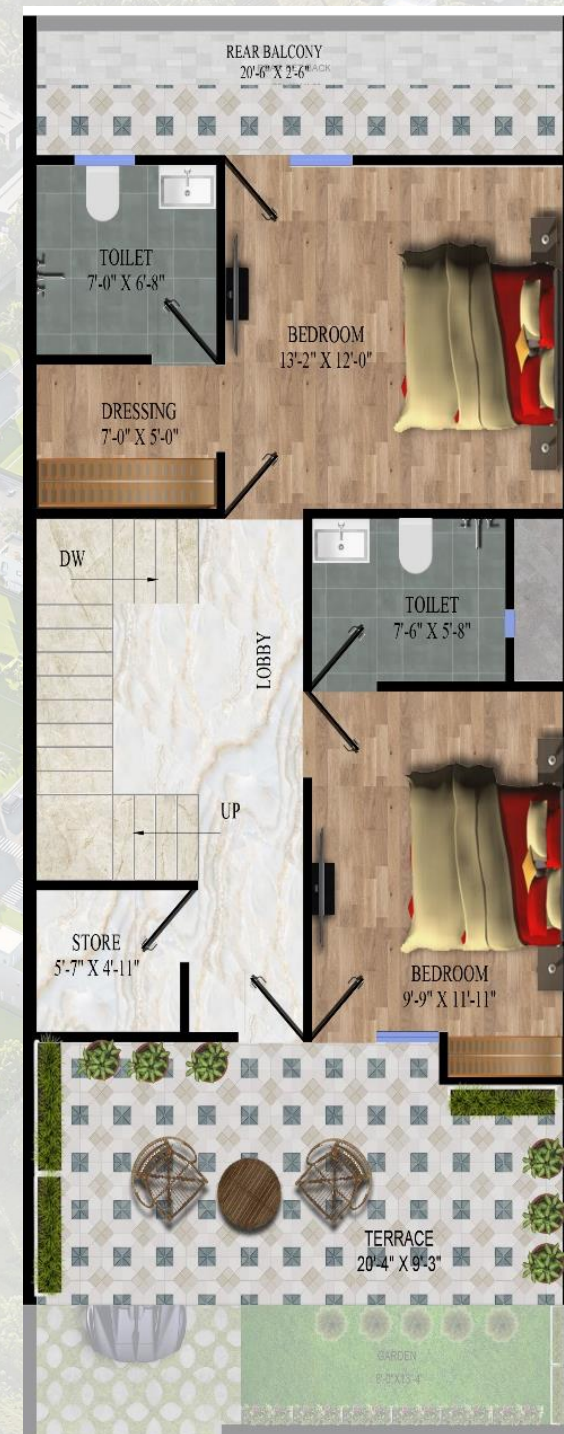 REAR BALCONY
20'-6" X 2'-6"
TOILET
7'-0" X 6'-8"
BEDROOM
13'-2" X 12'-0"
DRESSING
7'-0" X 5'-0"
DW
TOILET
7'-6" X 5'-8"
LOBBY
UP
STORE
5'-7" X 4'-11"
BEDROOM
9'-9" X 11'-11"
TERRACE
20'-4" X 9'-3"
GARDEN